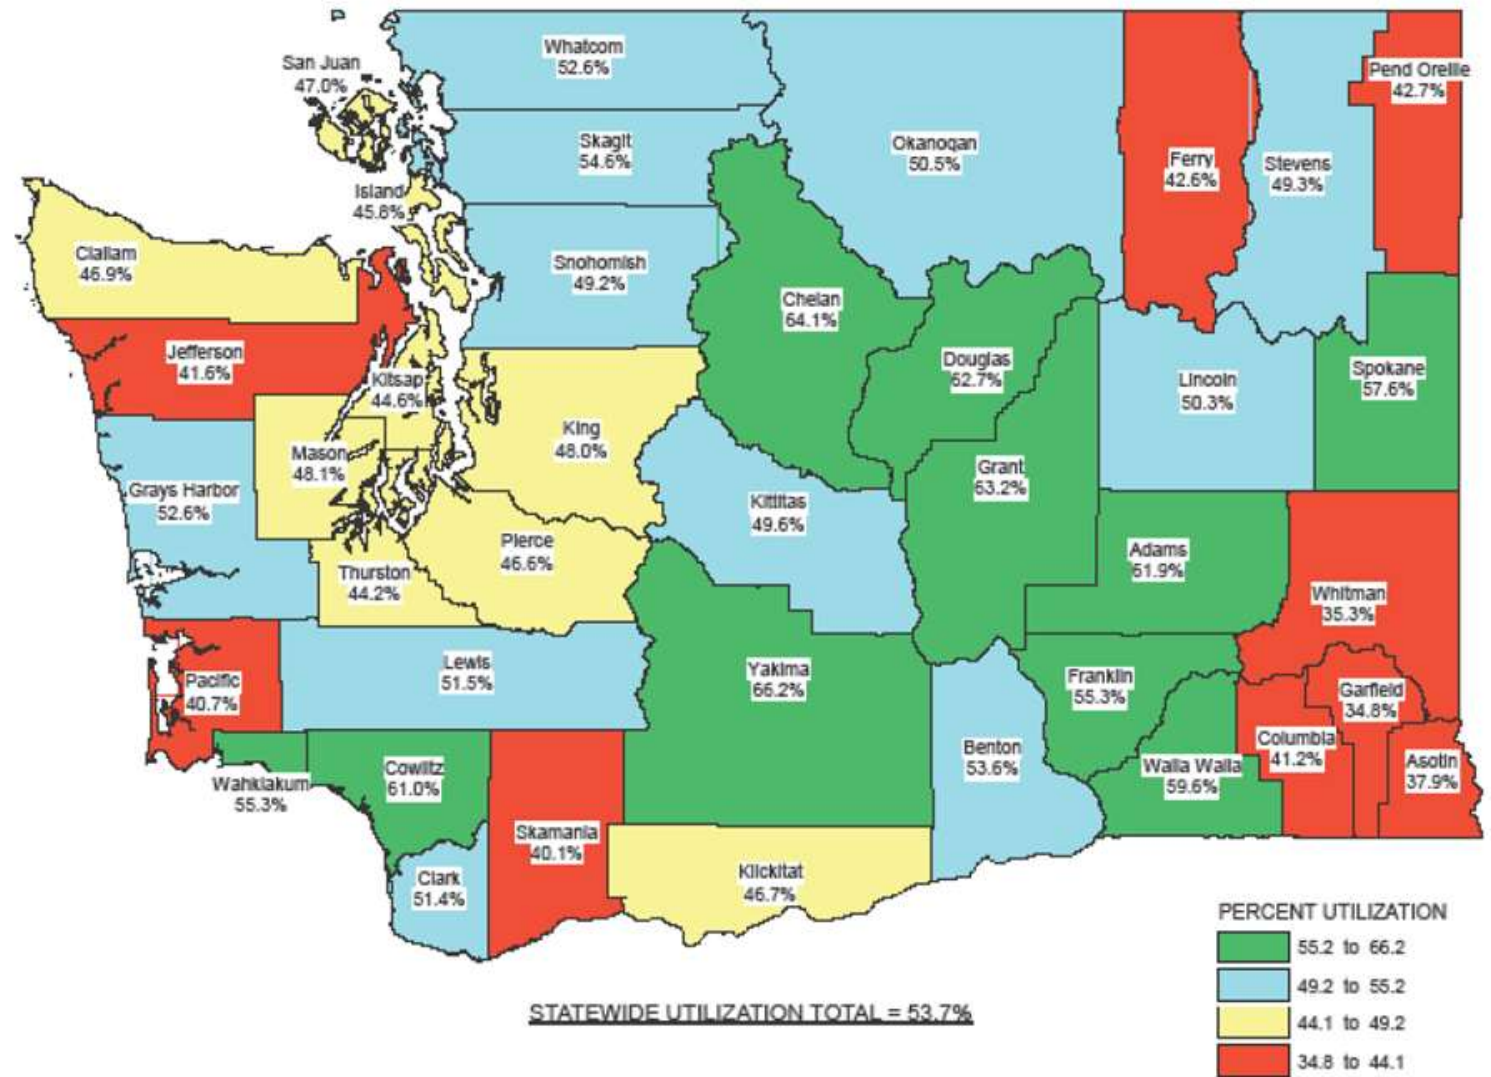 Whatcom
52.6%
San Juan
47.0%
Pend Oreille
42.7%
Skagit
54.6%
Okanogan
50.5%
Ferry
42.6%
Stevens
49.3%
Island
45.8%
Clallam
46.9%
Snohomish
49.2%
Chelan
64.1%
Jefferson
41.6%
Kitsap
44.6%
Douglas
62.7%
Lincoln
50.3%
Spokane
57.6%
King
48.0%
Mason
48.1%
Grant
63.2%
Grays Harbor
52.6%
Kittitas
49.6%
Pierce
46.6%
Adams
61.9%
Thurston
44.2%
Whitman
35.3%
Lewis
51.5%
Yakima
66.2%
Pacific
40.7%
Franklin
55.3%
Garfield
34.8%
Columbia
41.2%
Benton
53.6%
Walla Walla
59.6%
Asotin
37.9%
Wahkiakum
55.3%
Cowlitz
61.0%
Skamania
40.1%
Clark
51.4%
Klickitat
46.7%
PERCENT UTILIZATION
55.2 to 66.2
49.2 to 55.2
44.1 to 49.2
34.8 to 44.1
STATEWIDE UTILIZATION TOTAL = 53.7%